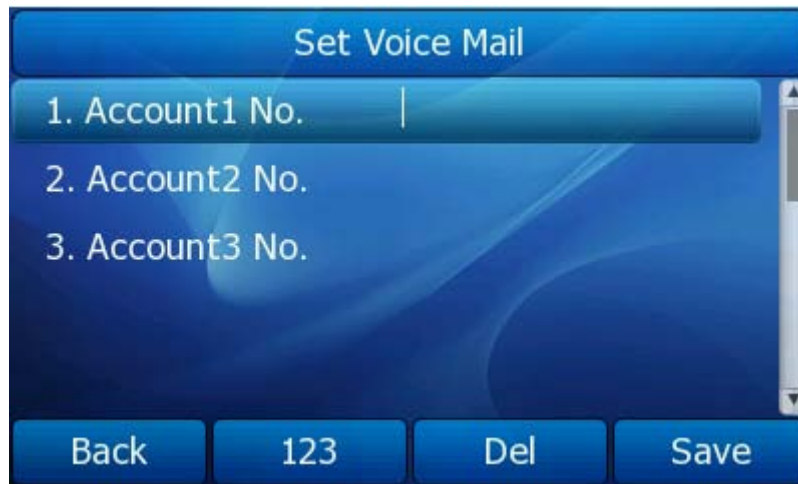 Set Voice Mail
1. Account1 No.
2. Account2 No.
3. Account3 No.
Back 123 Del Save